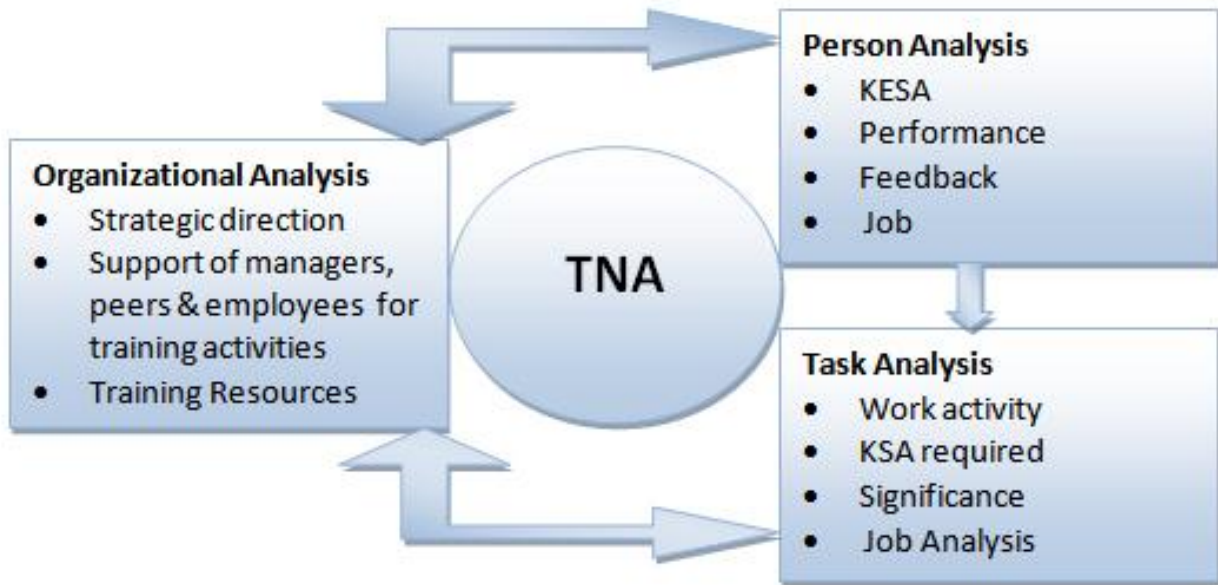 Organizational Analysis
• Strategic direction
• Support of managers,
peers & employees for
training activities
• Training Resources
TNA
Person Analysis
• KESA
• Performance
• Feedback
• Job
Task Analysis
• Work activity
• KSA required
• Significance
• Job Analysis